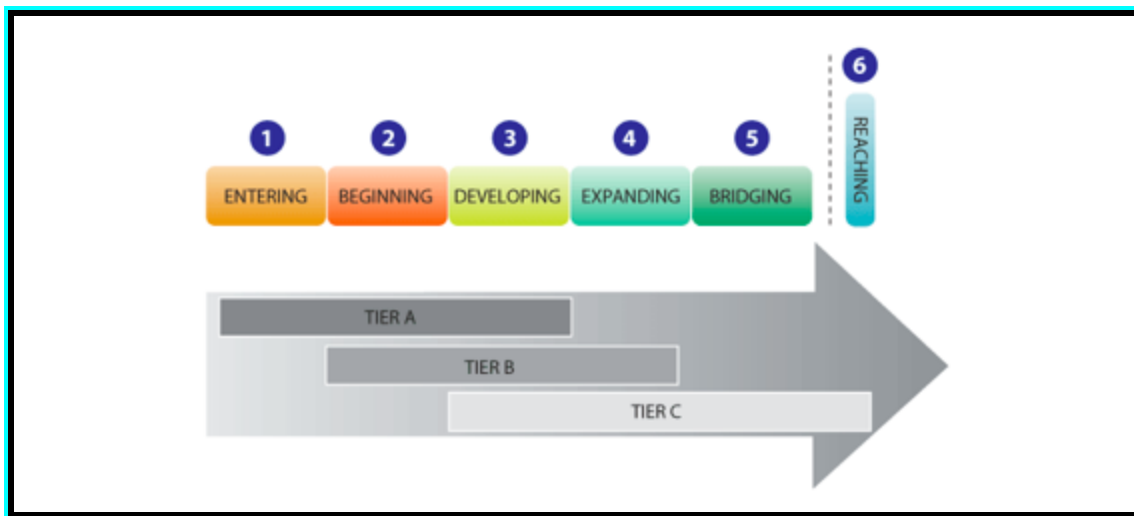 6
REACHING
1 2 3 4 5
ENTERING BEGINNING DEVELOPING EXPANDING BRIDGING
TIER A
TIER B
TIER C